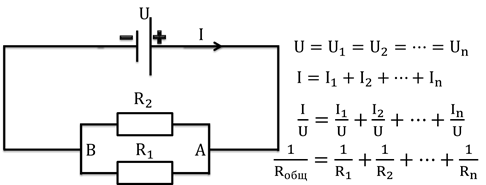 U
− +
I
R₂
B
A
R₁
U = U₁ = U₂ = ⋯ = Uₙ
I = I₁ + I₂ + ⋯ + Iₙ
I/U = I₁/U + I₂/U + ⋯ + Iₙ/U
1/Rобщ = 1/R₁ + 1/R₂ + ⋯ + 1/Rₙ